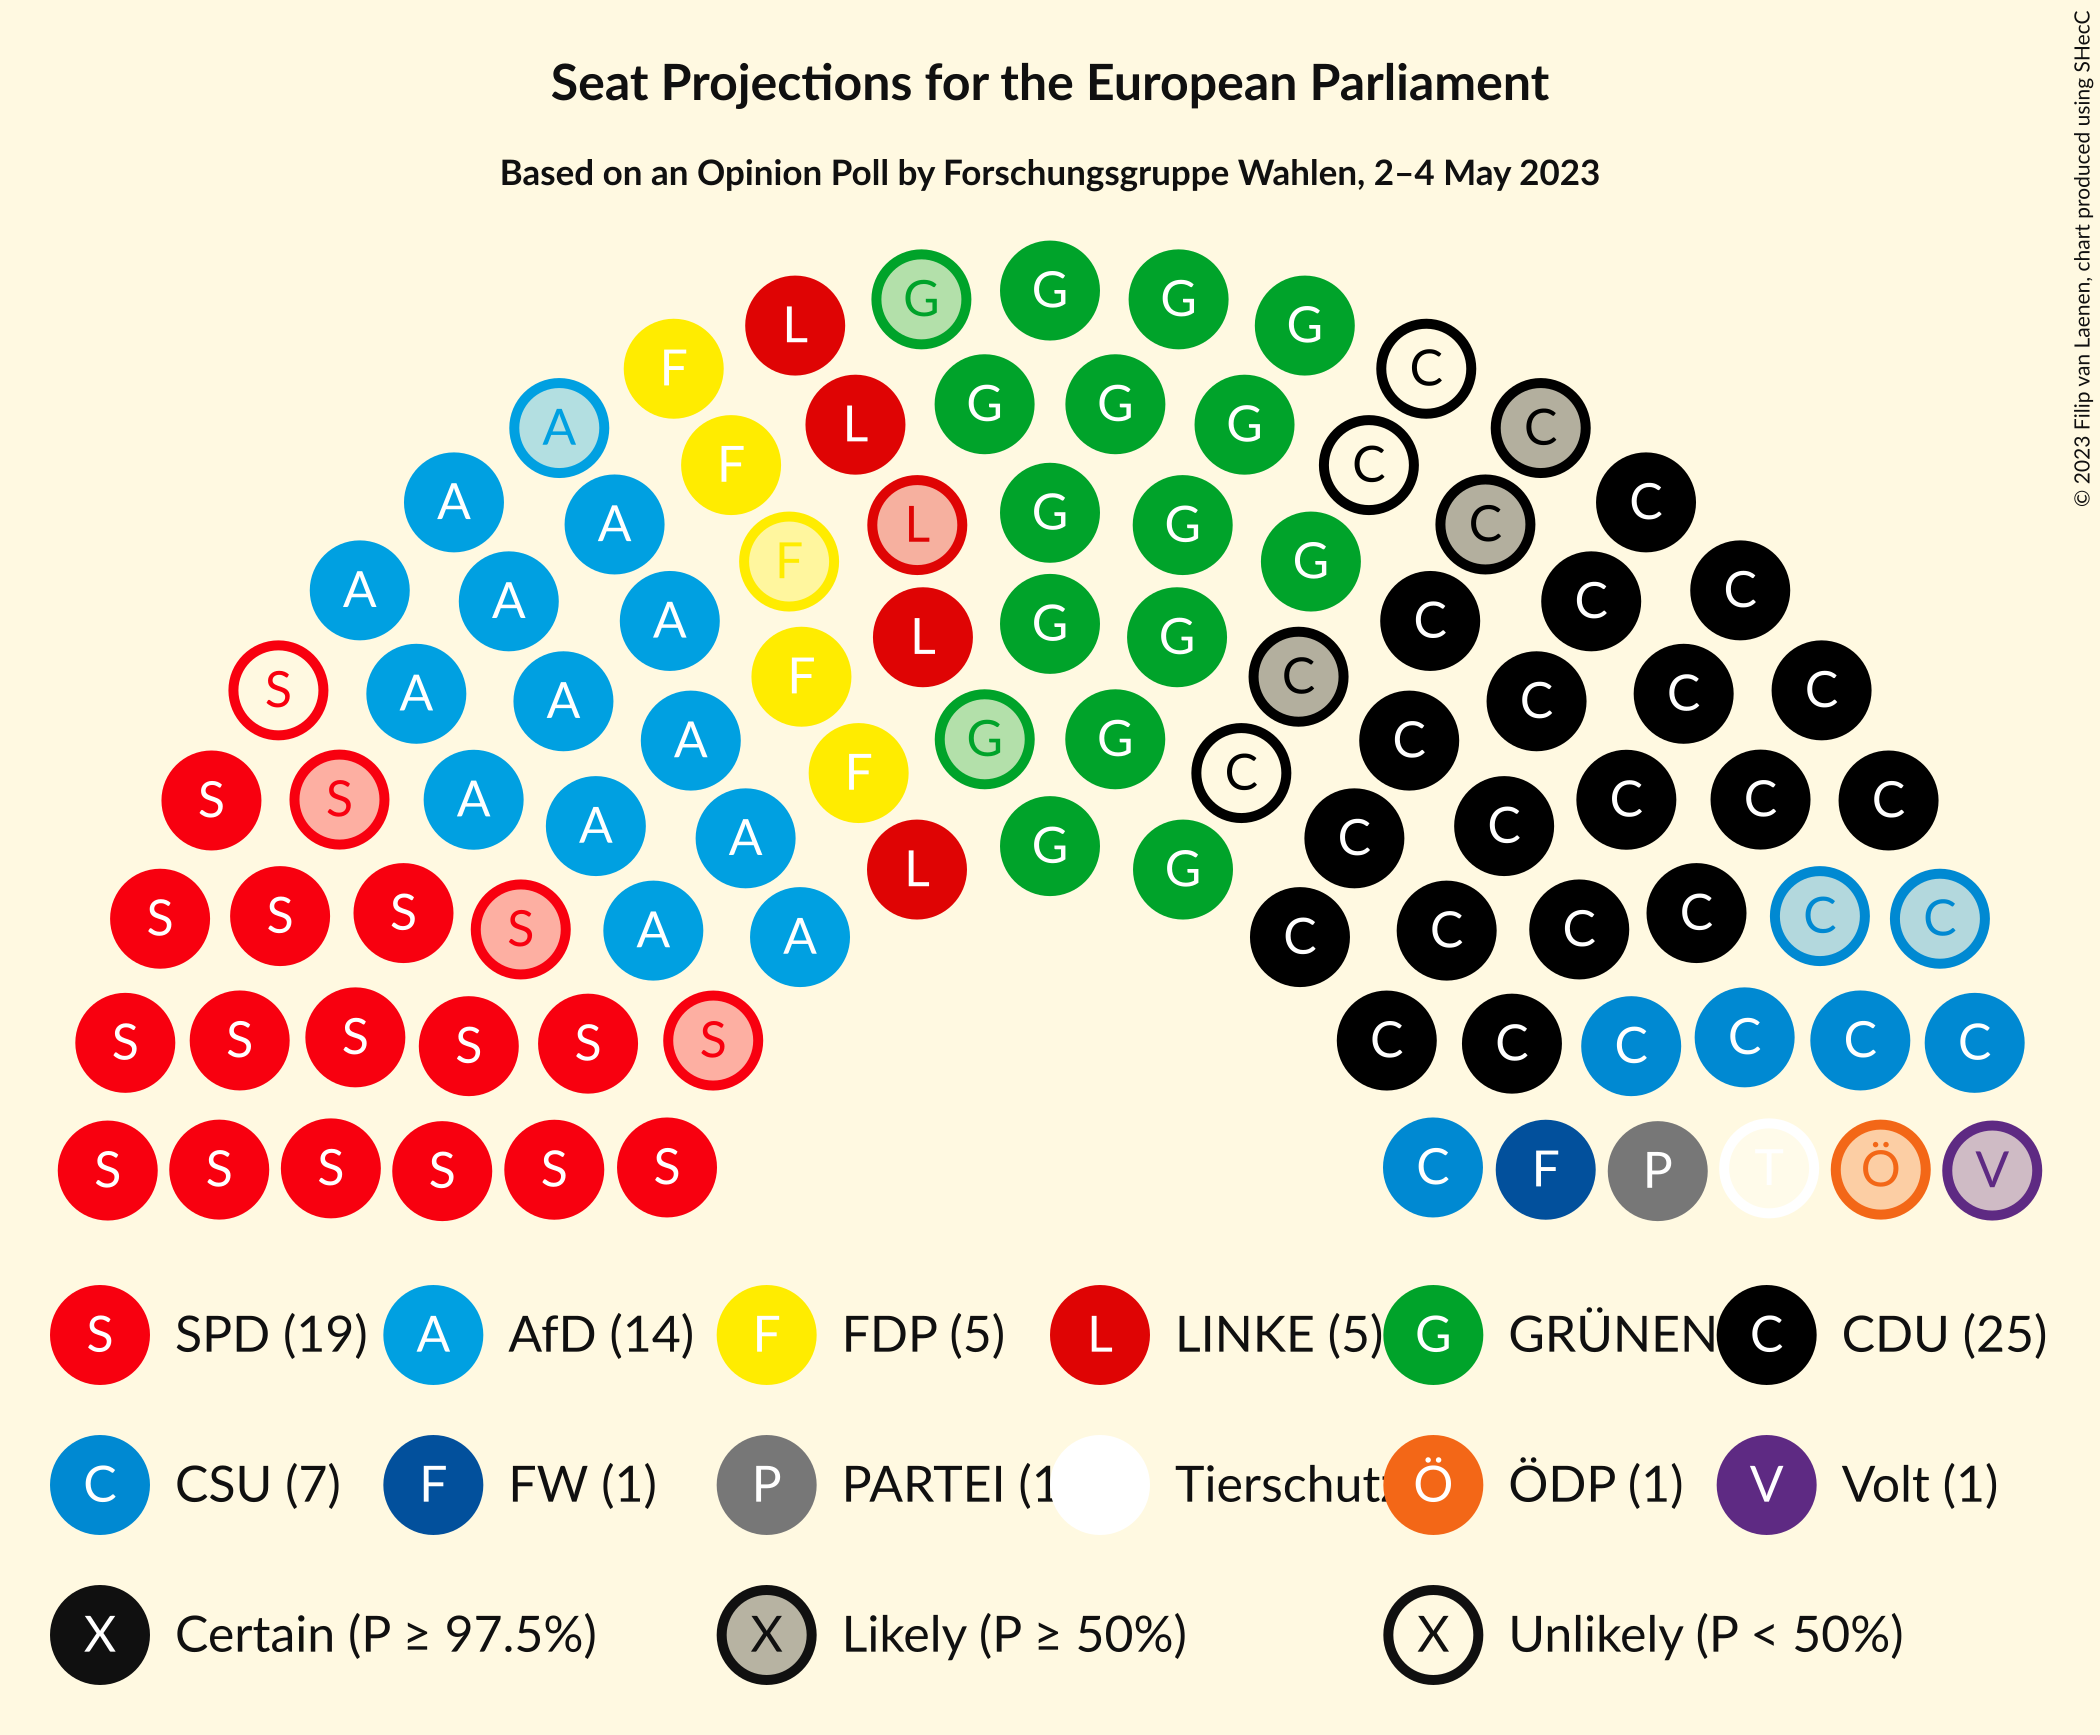 Seat Projections for the European Parliament
Based on an Opinion Poll by Forschungsgruppe Wahlen, 2–4 May 2023
© 2023 Filip van Laenen, chart produced using SHecC
G G G G
L C
F C
A L G G G C
A F C C
A A F L G G G C C
A A F L G G C C C
S A A A F G G C C C C C
S S A A A L G G C C C C C C
S S S S A A C C C C C C
S S S S S S C C C C C C
S S S S S S C F P T Ö V
S SPD (19) A AfD (14) F FDP (5) L LINKE (5) G GRÜNEN C CDU (25)
C CSU (7) F FW (1) P PARTEI (1 Tierschutz Ö ÖDP (1) V Volt (1)
X Certain (P ≥ 97.5%) X Likely (P ≥ 50%) X Unlikely (P < 50%)